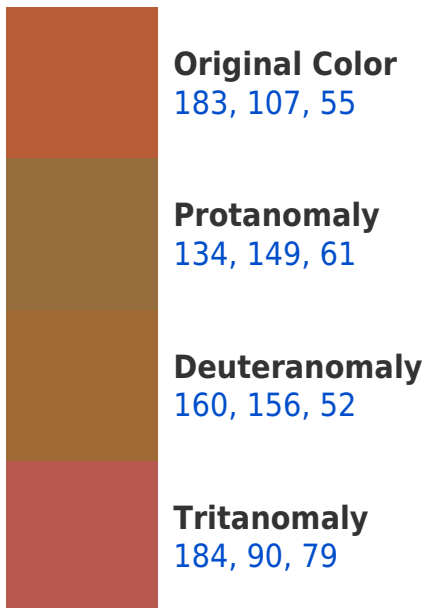 Original Color
183, 107, 55
Protanomaly
134, 149, 61
Deuteranomaly
160, 156, 52
Tritanomaly
184, 90, 79